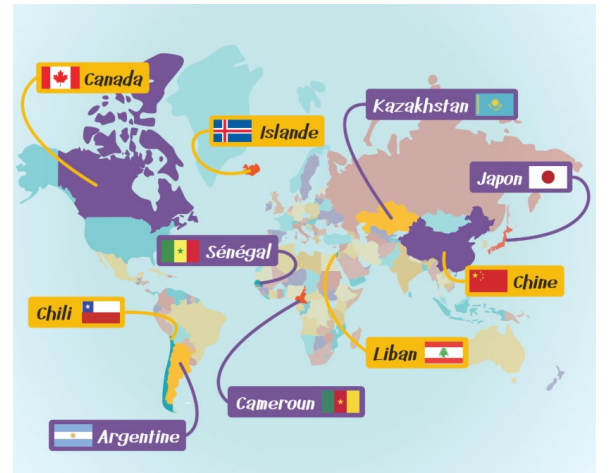 Canada
Kazakhstan
Islande
Japon
Sénégal
Chine
Chili
Liban
Cameroun
Argentine